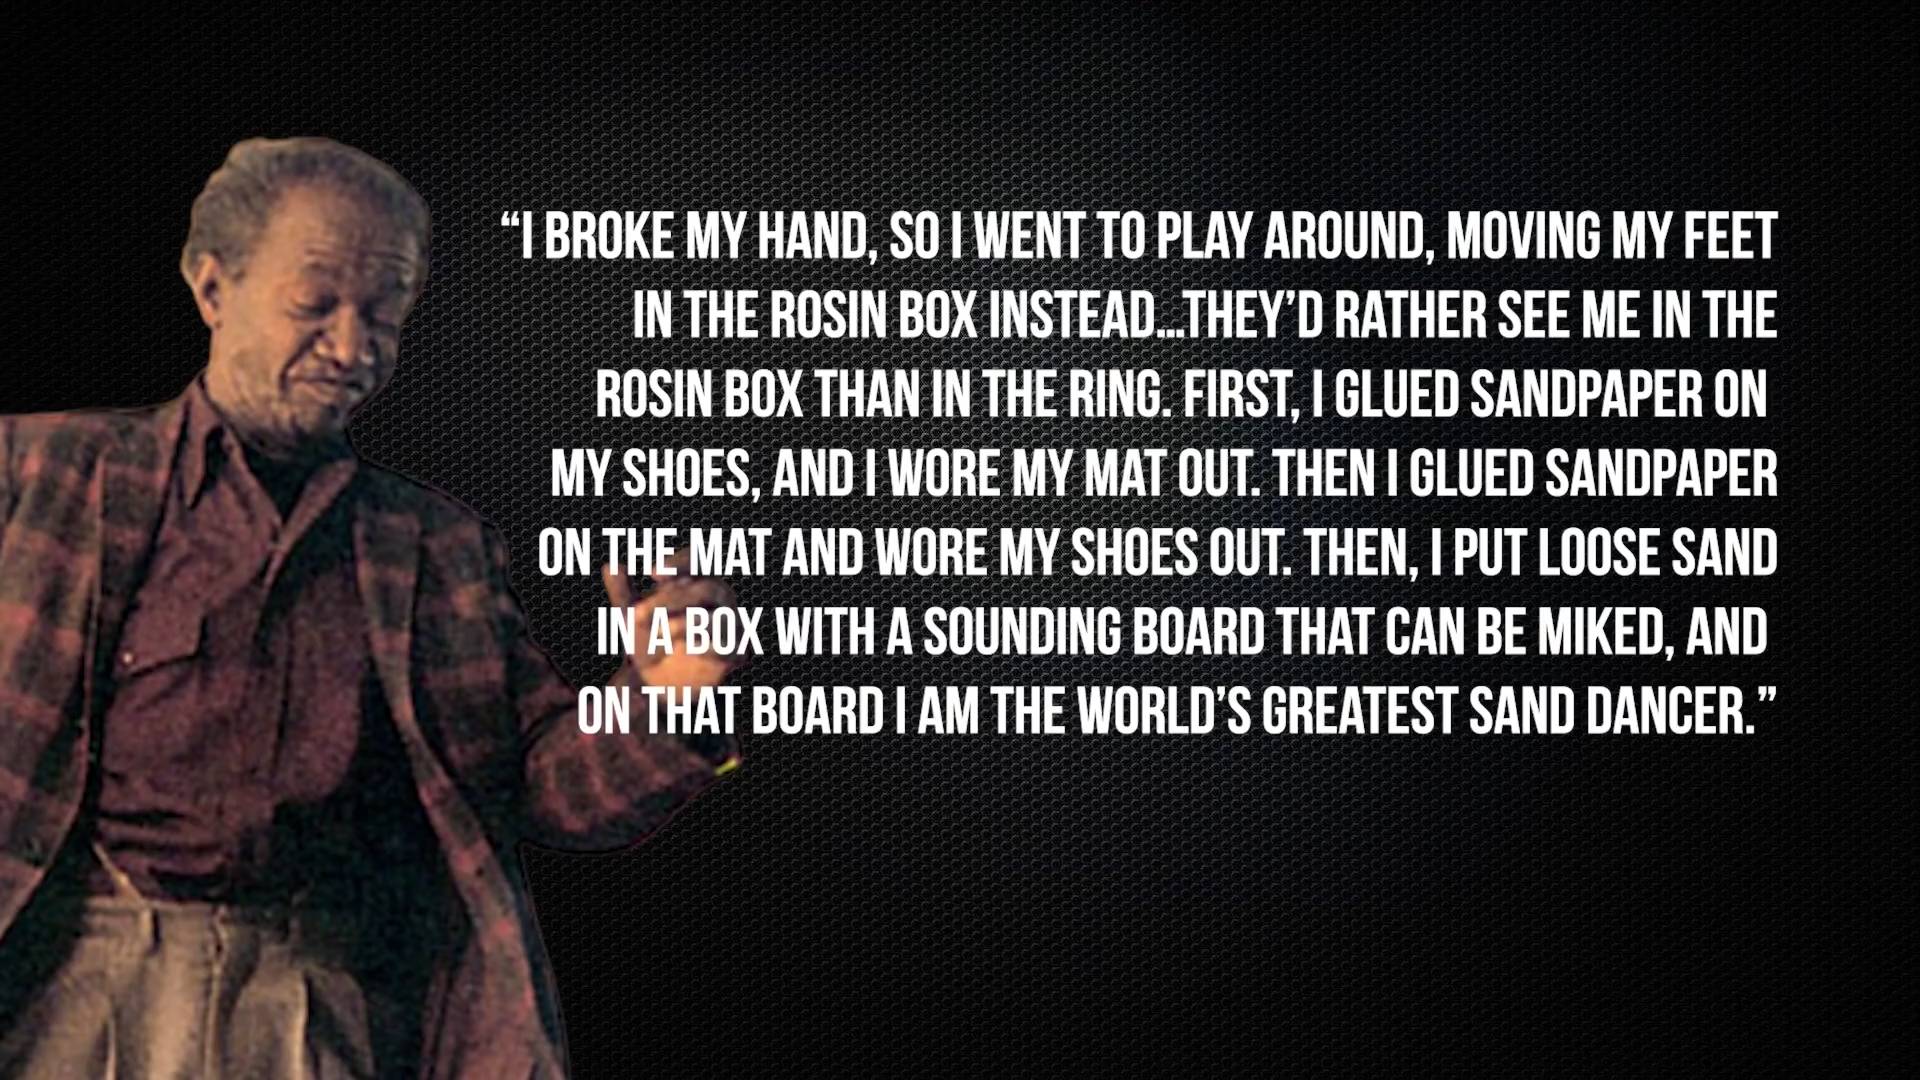 “I BROKE MY HAND, SO I WENT TO PLAY AROUND, MOVING MY FEET
IN THE ROSIN BOX INSTEAD...THEY’D RATHER SEE ME IN THE
ROSIN BOX THAN IN THE RING. FIRST, I GLUED SANDPAPER ON
MY SHOES, AND I WORE MY MAT OUT. THEN I GLUED SANDPAPER
ON THE MAT AND WORE MY SHOES OUT. THEN, I PUT LOOSE SAND
IN A BOX WITH A SOUNDING BOARD THAT CAN BE MIKED, AND
ON THAT BOARD I AM THE WORLD’S GREATEST SAND DANCER.”